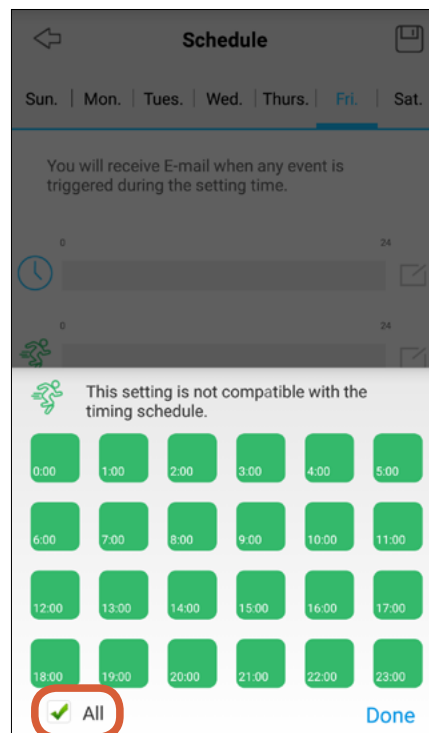 Schedule
Sun. | Mon. | Tues. | Wed. | Thurs. | Fri. | Sat.
You will receive E-mail when any event is
triggered during the setting time.
0 24
0 24
This setting is not compatible with the
timing schedule.
0:00 1:00 2:00 3:00 4:00 5:00
6:00 7:00 8:00 9:00 10:00 11:00
12:00 13:00 14:00 15:00 16:00 17:00
18:00 19:00 20:00 21:00 22:00 23:00
All Done